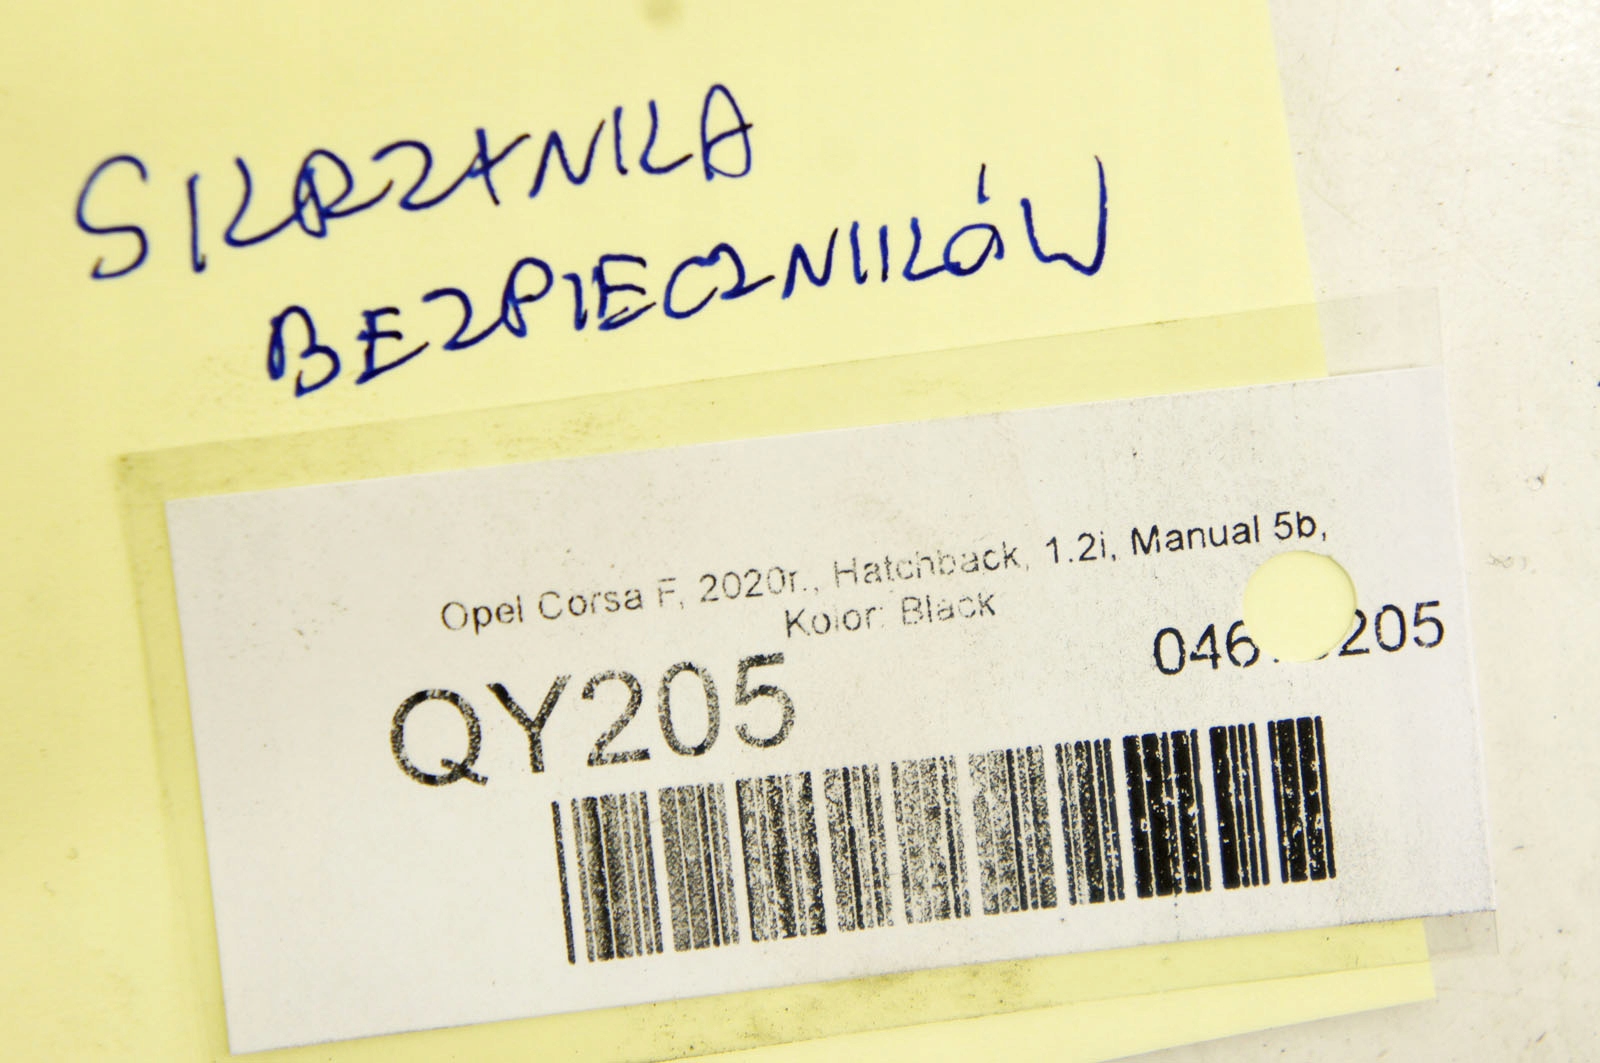 SKRZYNKA
BEZPIECZNIKÓW
Opel Corsa F, 2020r., Hatchback, 1.2i, Manual 5b,
Kolor: Black
QY205